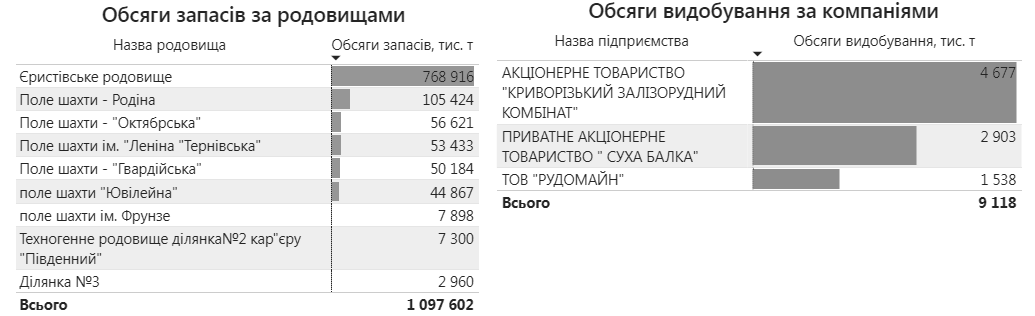 Обсяги запасів за родовищами
Назва родовища Обсяги запасів, тис. т
Єристівське родовище 768 916
Поле шахти - Родіна 105 424
Поле шахти - "Октябрська" 56 621
Поле шахти ім. "Леніна "Тернівська" 53 433
Поле шахти - "Гвардійська" 50 184
поле шахти "Ювілейна" 44 867
поле шахти ім. Фрунзе 7 898
Техногенне родовище ділянка№2 кар"єру 7 300
"Південний"
Ділянка №3 2 960
Всього 1 097 602
Обсяги видобування за компаніями
Назва підприємства Обсяги видобування, тис. т
АКЦІОНЕРНЕ ТОВАРИСТВО 4 677
"КРИВОРІЗЬКИЙ ЗАЛІЗОРУДНИЙ
КОМБІНАТ"
ПРИВАТНЕ АКЦІОНЕРНЕ 2 903
ТОВАРИСТВО " СУХА БАЛКА"
ТОВ "РУДОМАЙН" 1 538
Всього 9 118